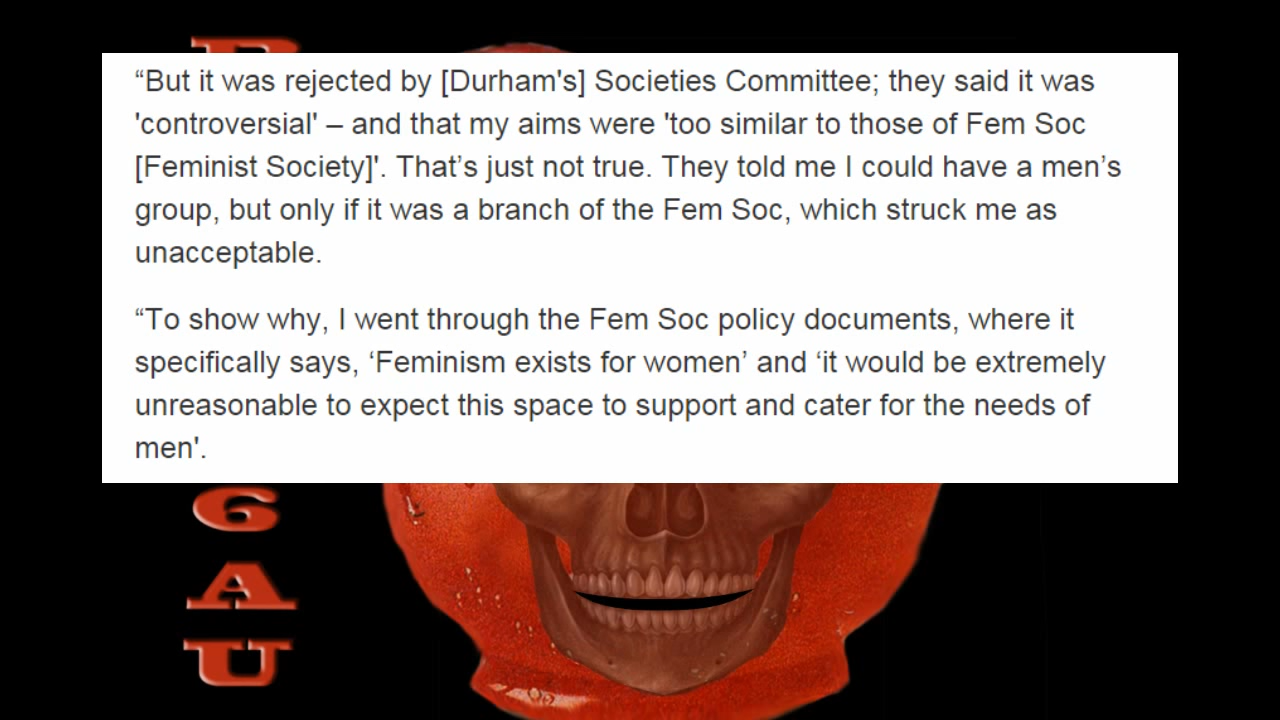 “But it was rejected by [Durham's] Societies Committee; they said it was
'controversial' – and that my aims were 'too similar to those of Fem Soc
[Feminist Society]'. That’s just not true. They told me I could have a men’s
group, but only if it was a branch of the Fem Soc, which struck me as
unacceptable.
“To show why, I went through the Fem Soc policy documents, where it
specifically says, ‘Feminism exists for women’ and ‘it would be extremely
unreasonable to expect this space to support and cater for the needs of
men'.
6
A
U